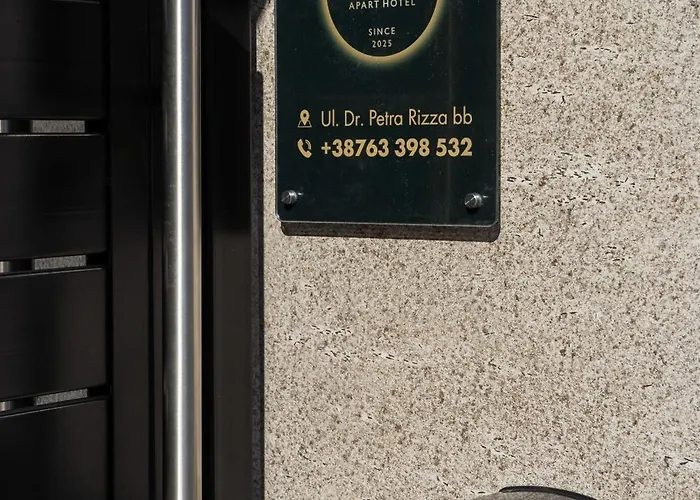 APART HOTEL
SINCE
2025
Ul. Dr. Petra Rizza bb
+38763 398 532